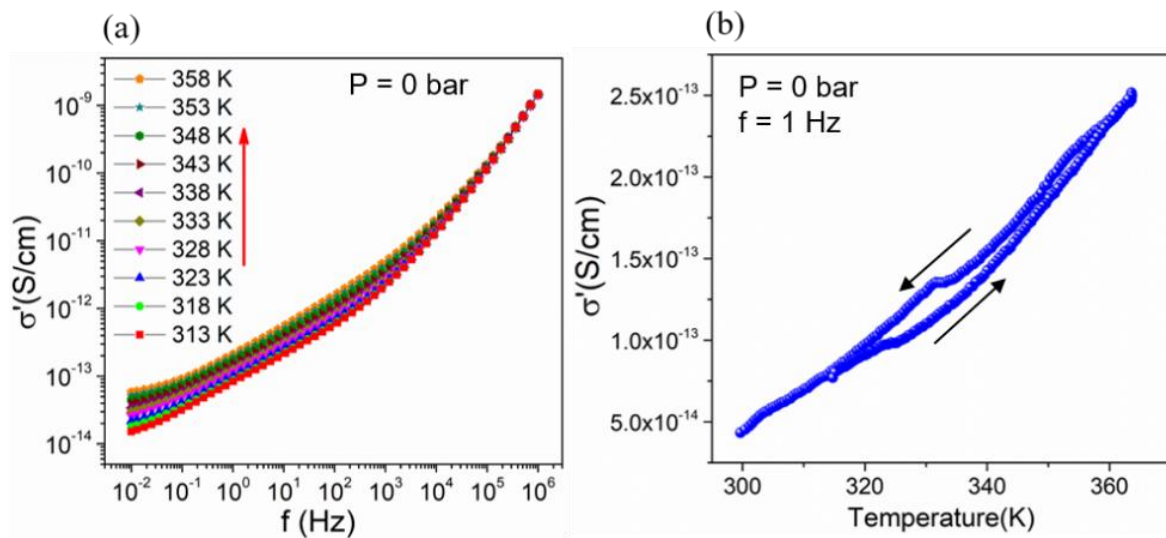 (a)
P = 0 bar
358 K
353 K
348 K
343 K
338 K
333 K
328 K
323 K
318 K
313 K
σ'(S/cm)
10⁻⁹
10⁻¹⁰
10⁻¹¹
10⁻¹²
10⁻¹³
10⁻¹⁴
10⁻² 10⁻¹ 10⁰ 10¹ 10² 10³ 10⁴ 10⁵ 10⁶
f (Hz)
(b)
P = 0 bar
f = 1 Hz
σ'(S/cm)
2.5x10⁻¹³
2.0x10⁻¹³
1.5x10⁻¹³
1.0x10⁻¹³
5.0x10⁻¹⁴
300 320 340 360
Temperature(K)